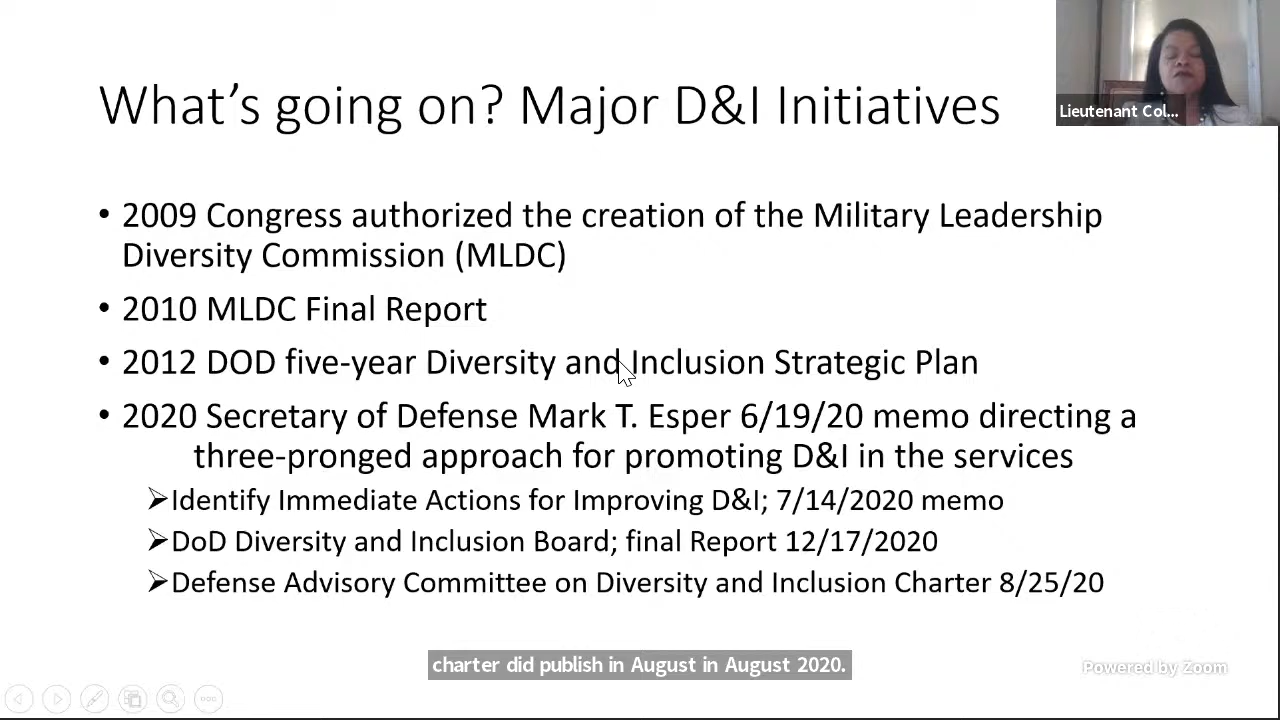 What's going on? Major D&I Initiatives
Lieutenant Col...
• 2009 Congress authorized the creation of the Military Leadership
Diversity Commission (MLDC)
• 2010 MLDC Final Report
• 2012 DOD five-year Diversity and Inclusion Strategic Plan
• 2020 Secretary of Defense Mark T. Esper 6/19/20 memo directing a
three-pronged approach for promoting D&I in the services
➢Identify Immediate Actions for Improving D&I; 7/14/2020 memo
➢DoD Diversity and Inclusion Board; final Report 12/17/2020
➢Defense Advisory Committee on Diversity and Inclusion Charter 8/25/20
charter did publish in August in August 2020.
Powered by Zoom